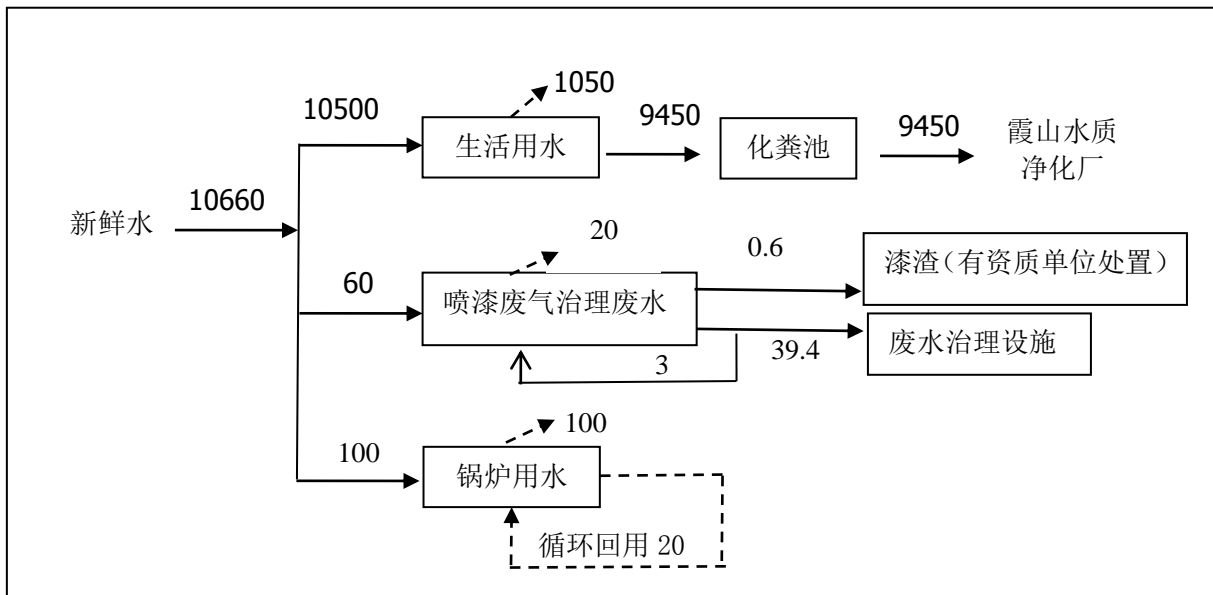 1050
10500
9450
9450
生活用水
化粪池
霞山水质
净化厂
10660
新鲜水
20
0.6
漆渣（有资质单位处置）
60
喷漆废气治理废水
39.4
废水治理设施
3
100
100
锅炉用水
循环回用 20